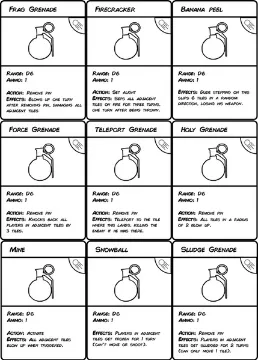 Frag Grenade
Range: D6
Ammo: 1
Action: Remove pin
Effects: Blows up one turn
after removing pin, damaging all
adjacent tiles.
Firecracker
Range: D6
Ammo: 1
Action: Set alight
Effects: Sets all adjacent
tiles on fire for three turns,
one turn after being thrown.
Banana peel
Range: D6
Ammo: 1
Effects: Dude stepping on this
slips 2 tiles in a random
direction, losing his weapon.
Force Grenade
Range: D6
Ammo: 1
Action: Remove pin
Effects: Knocks back all
players in adjacent tiles by
3 tiles.
Teleport Grenade
Range: D6
Ammo: 1
Action: Remove pin
Effects: Teleport to the tile
where this lands, killing the
enemy if he was there.
Holy Grenade
Range: D6
Ammo: 1
Action: Remove pin
Effects: All tiles in a radius
of 2 blow up.
Mine
Range: D6
Ammo: 1
Action: Activate
Effects: All adjacent tiles
blow up when triggered.
Snowball
Range: D6
Ammo: 1
Effects: Players in adjacent
tiles get frozen for 1 turn
(can't move or shoot).
Sludge Grenade
Range: D6
Ammo: 1
Action: Remove pin
Effects: Players in adjacent
tiles get sludged for 2 turns
(can only move 1 tile).